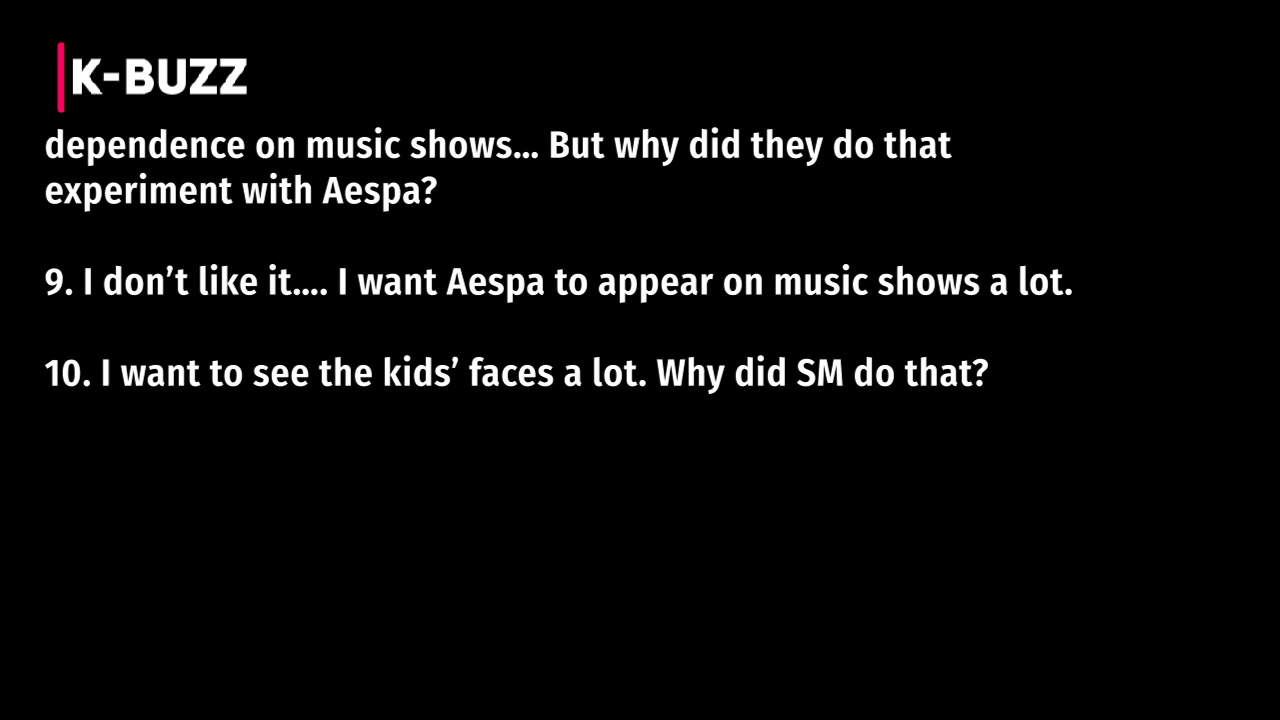 K-BUZZ
dependence on music shows... But why did they do that
experiment with Aespa?
9. I don’t like it.... I want Aespa to appear on music shows a lot.
10. I want to see the kids’ faces a lot. Why did SM do that?